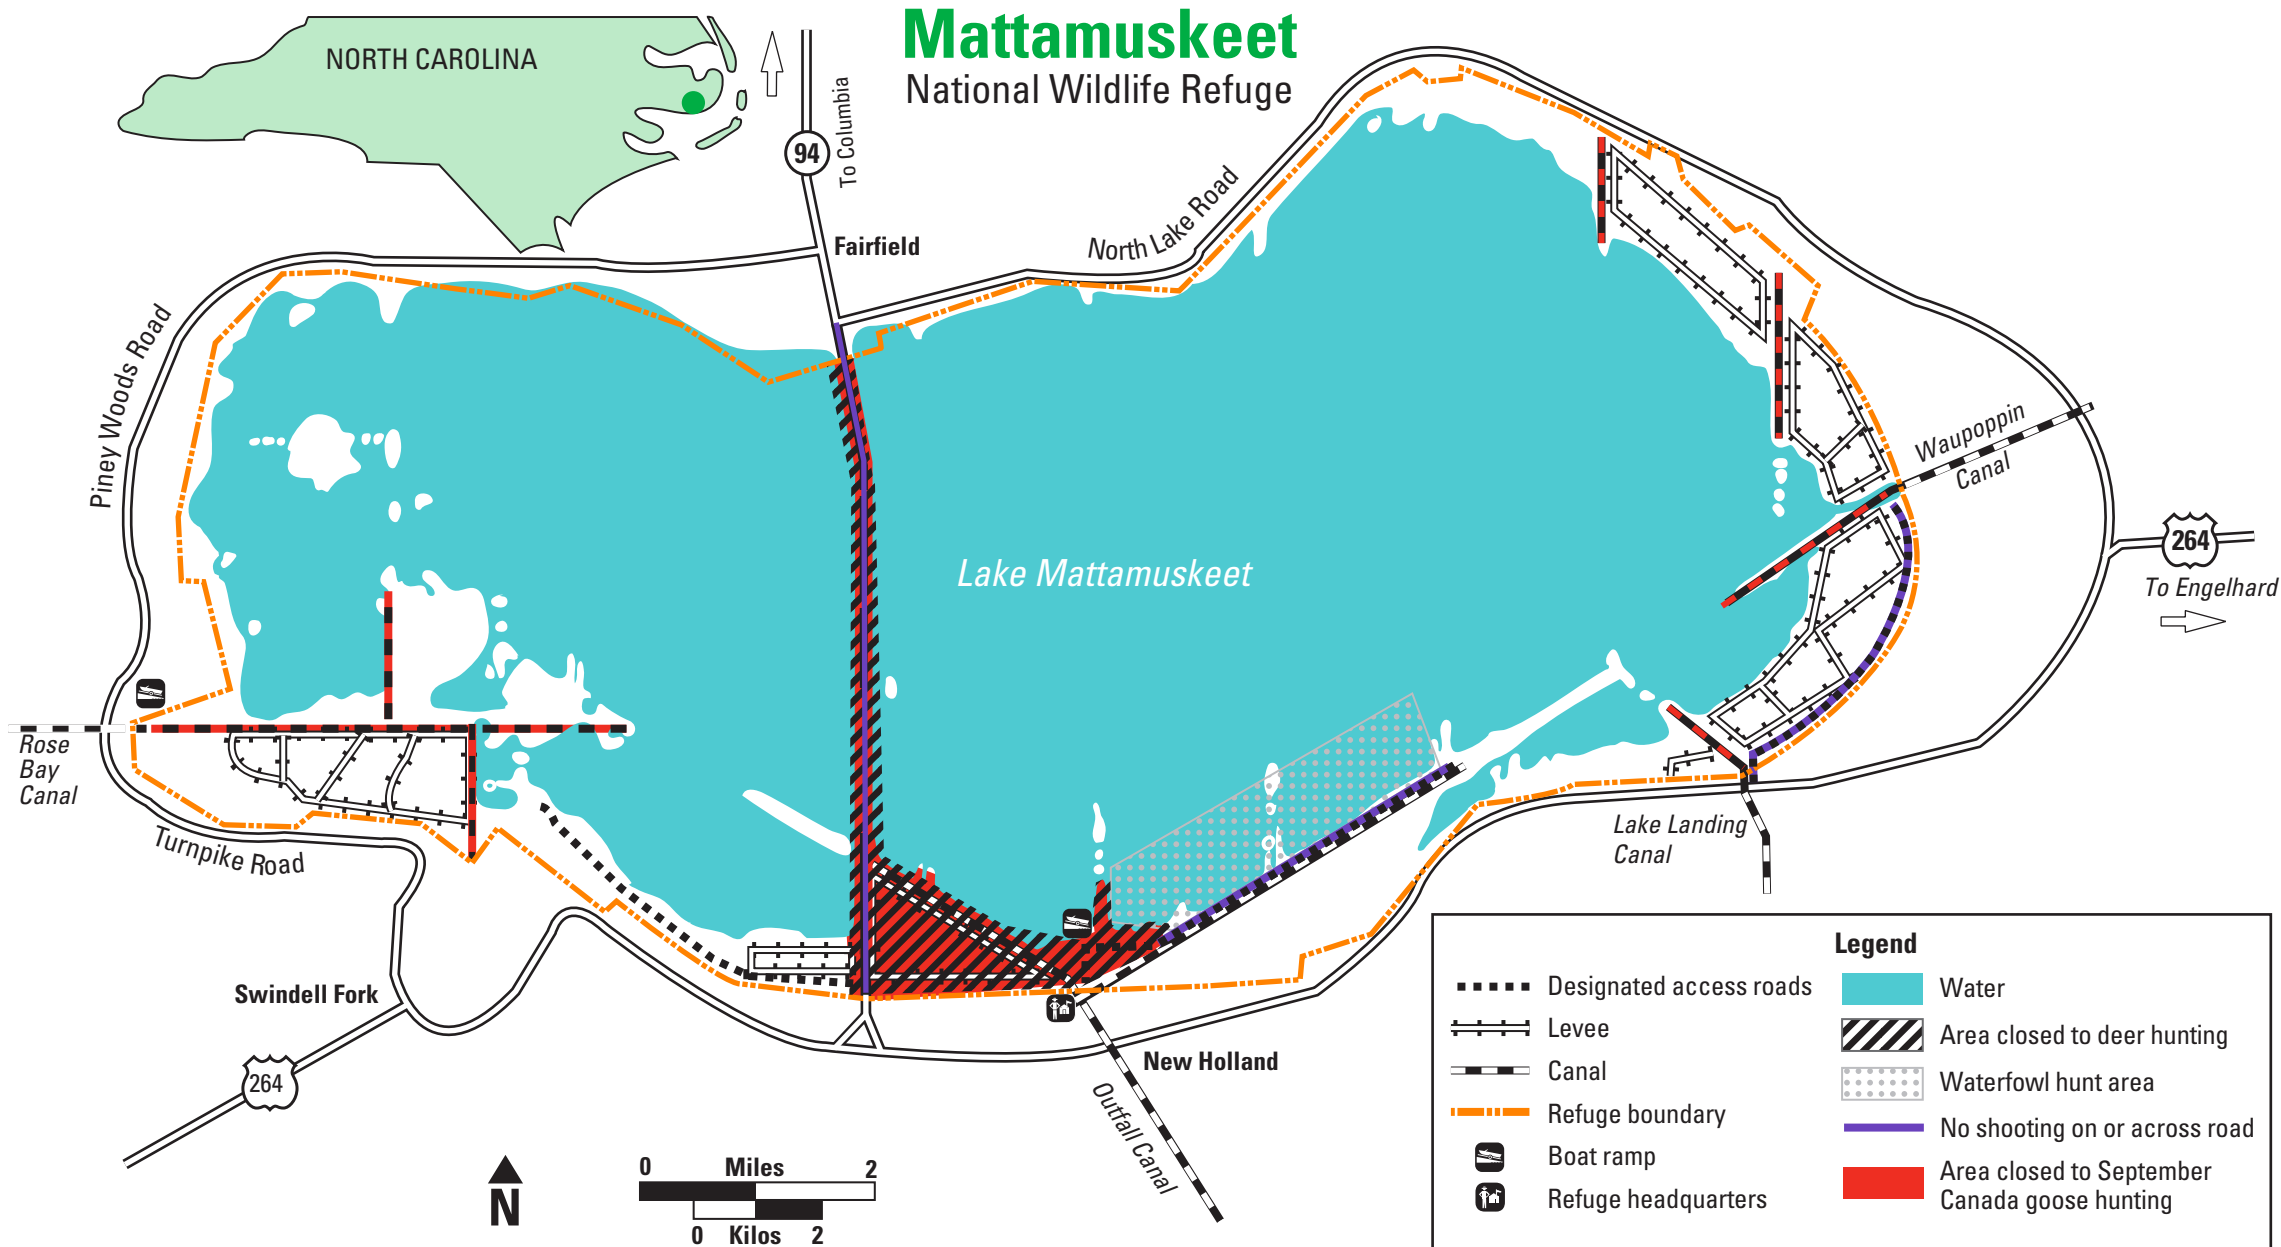 Mattamuskeet
National Wildlife Refuge
NORTH CAROLINA
94
To Columbia
Fairfield
North Lake Road
Piney Woods Road
Waupoppin
Canal
264
To Engelhard
Lake Mattamuskeet
Rose
Bay
Canal
Turnpike Road
Lake Landing
Canal
Swindell Fork
264
New Holland
Outfall Canal
N
0 Miles 2
0 Kilos 2
Legend
Designated access roads
Levee
Canal
Refuge boundary
Boat ramp
Refuge headquarters
Water
Area closed to deer hunting
Waterfowl hunt area
No shooting on or across road
Area closed to September
Canada goose hunting